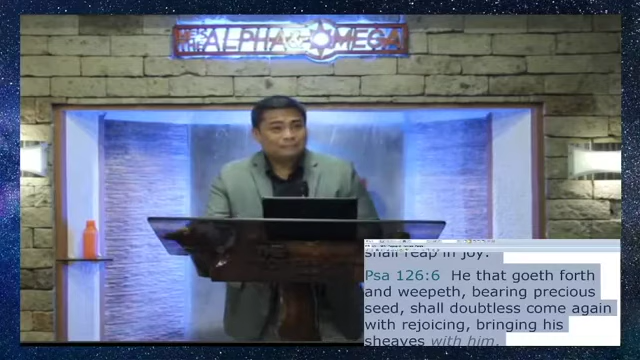 ALPHA OMEGA
shall reap in joy.
Psa 126:6 He that goeth forth
and weepeth, bearing precious
seed, shall doubtless come again
with rejoicing, bringing his
sheaves with him.